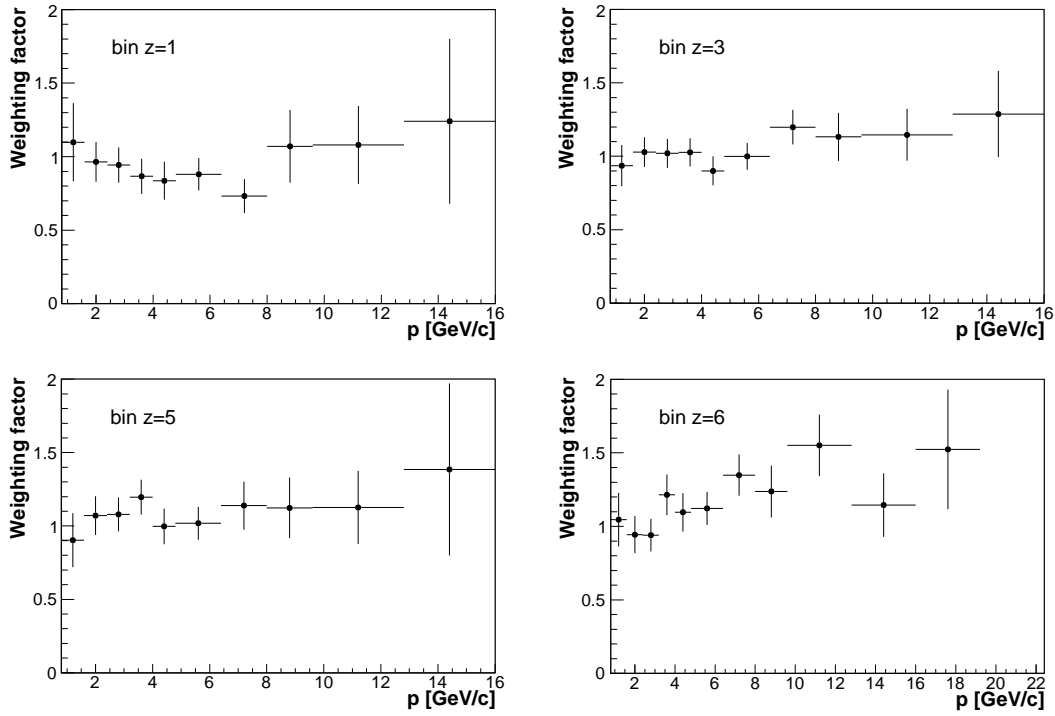 Weighting factor
bin z=1
2
1.5
1
0.5
0
2 4 6 8 10 12 14 16
p [GeV/c]
Weighting factor
bin z=3
2
1.5
1
0.5
0
2 4 6 8 10 12 14 16
p [GeV/c]
Weighting factor
bin z=5
2
1.5
1
0.5
0
2 4 6 8 10 12 14 16
p [GeV/c]
Weighting factor
bin z=6
2
1.5
1
0.5
0
2 4 6 8 10 12 14 16 18 20 22
p [GeV/c]